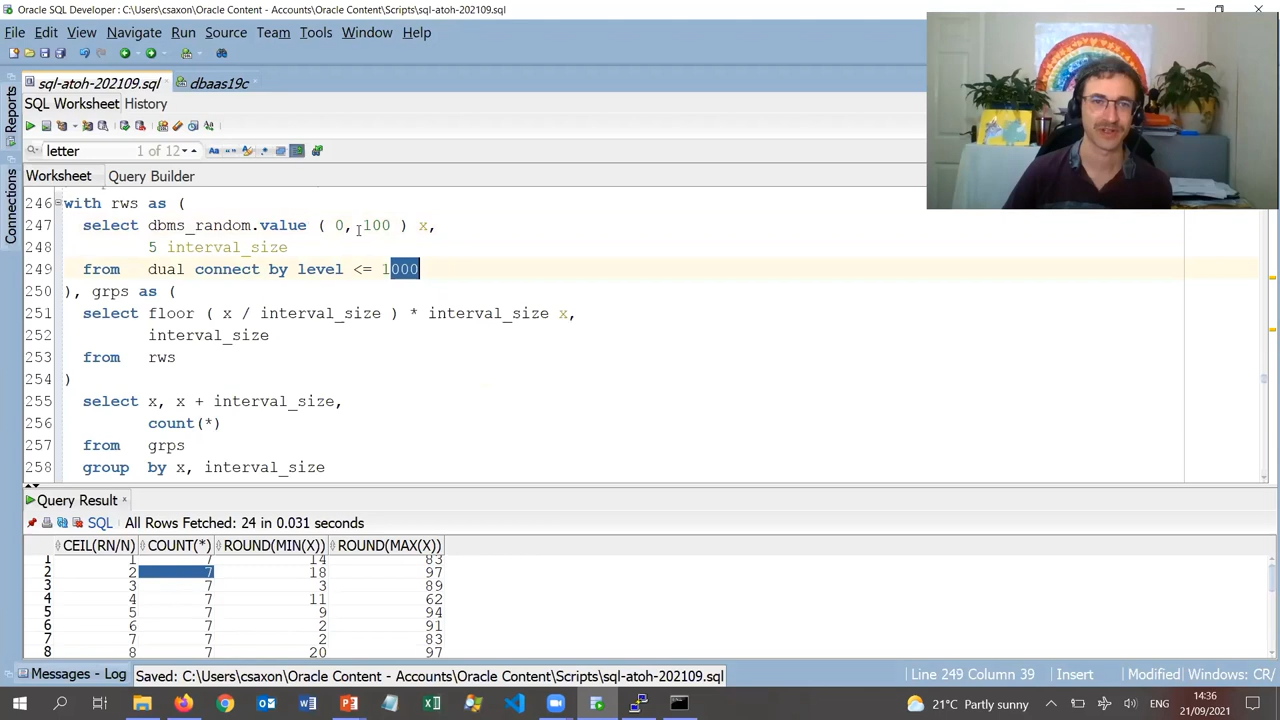 Oracle SQL Developer : C:\Users\csaxon\Oracle Content - Accounts\Oracle Content\Scripts\sql-atoh-202109.sql
File Edit View Navigate Run Source Team Tools Window Help
sql-atoh-202109.sql dbaas19c
SQL Worksheet History
letter 1 of 12
Worksheet Query Builder
Reports
Connections
246 with rws as (
247 select dbms_random.value ( 0, 100 ) x,
248 5 interval_size
249 from dual connect by level <= 1000
250 ), grps as (
251 select floor ( x / interval_size ) * interval_size x,
252 interval_size
253 from rws
254 )
255 select x, x + interval_size,
256 count(*)
257 from grps
258 group by x, interval_size
Query Result
SQL All Rows Fetched: 24 in 0.031 seconds
CEIL(RN/N) COUNT(*) ROUND(MIN(X)) ROUND(MAX(X))
1 1 7 14 83
2 2 7 18 97
3 3 7 3 89
4 4 7 11 62
5 5 7 9 94
6 6 7 2 91
7 7 7 2 83
8 8 7 20 97
Messages - Log Saved: C:\Users\csaxon\Oracle Content - Accounts\Oracle Content\Scripts\sql-atoh-202109.sql Line 249 Column 39 Insert Modified Windows: CR/
21°C Partly sunny ENG 14:36
21/09/2021